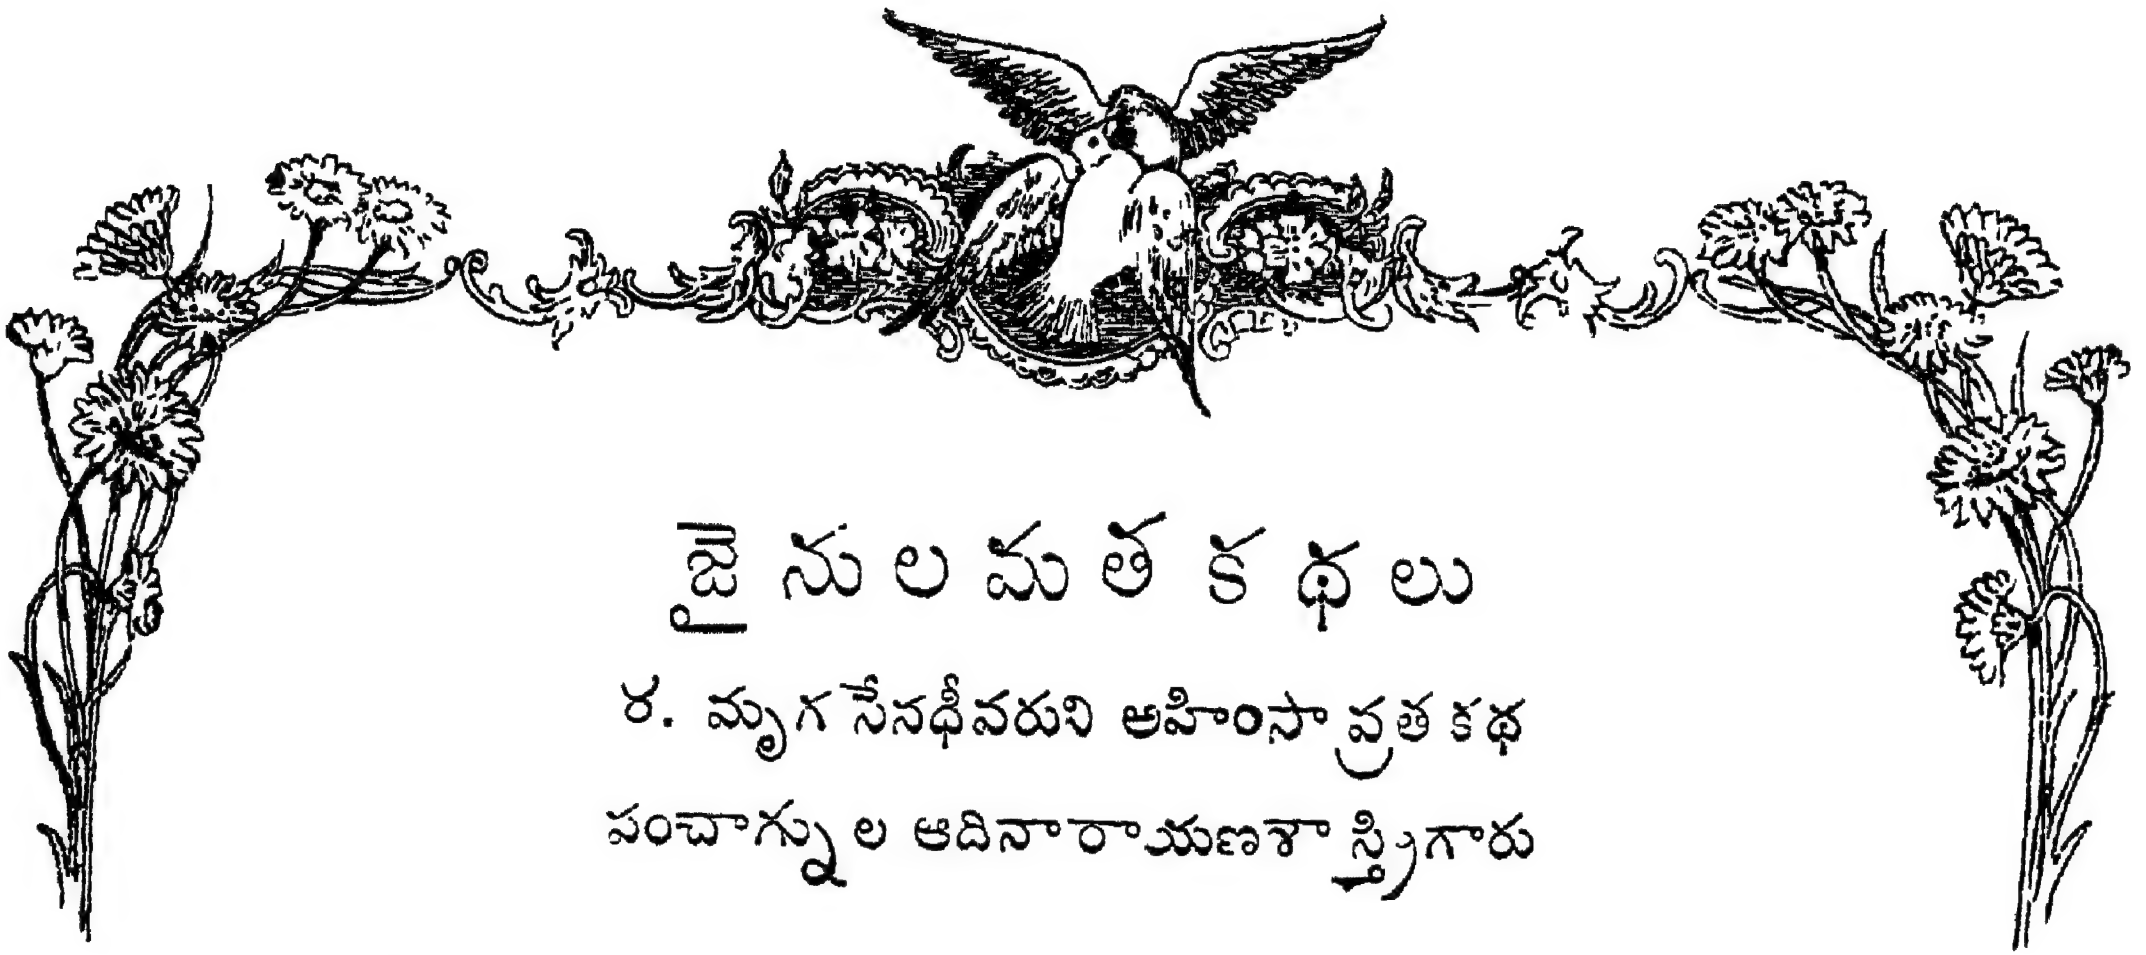 జైనులమతకథలు
౪. మృగసేనధీవరుని అహింసావ్రతకథ
పంచాగ్నుల ఆదినారాయణశాస్త్రిగారు